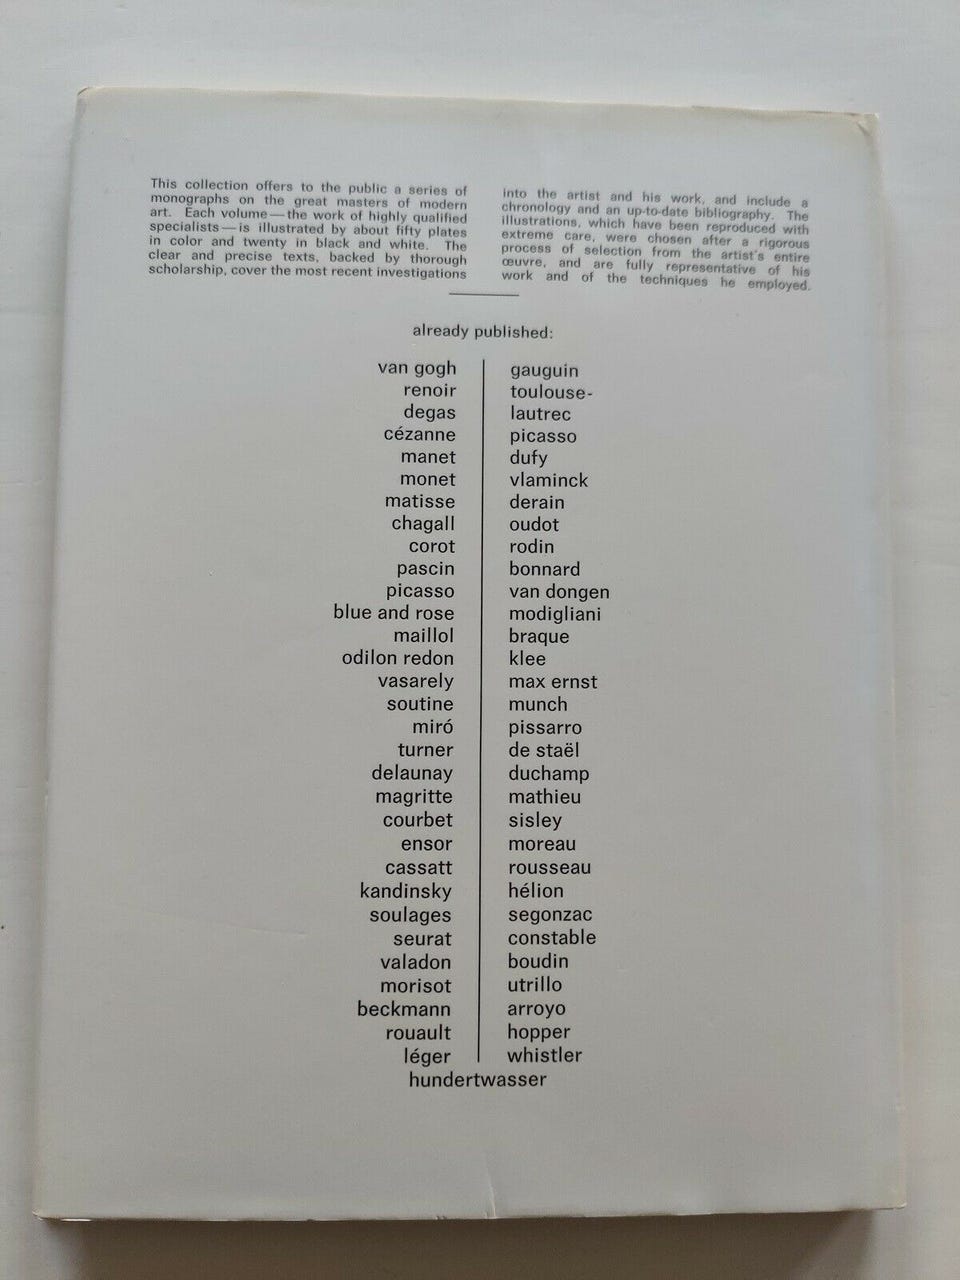 This collection offers to the public a series of
monographs on the great masters of modern
art. Each volume — the work of highly qualified
specialists — is illustrated by about fifty plates
in color and twenty in black and white. The
clear and precise texts, backed by thorough
scholarship, cover the most recent investigations
into the artist and his work, and include a
chronology and an up-to-date bibliography. The
illustrations, which have been reproduced with
extreme care, were chosen after a rigorous
process of selection from the artist's entire
œuvre, and are fully representative of his
work and of the techniques he employed.
already published:
van gogh
renoir
degas
cézanne
manet
monet
matisse
chagall
corot
pascin
picasso
blue and rose
maillol
odilon redon
vasarely
soutine
miró
turner
delaunay
magritte
courbet
ensor
cassatt
kandinsky
soulages
seurat
valadon
morisot
beckmann
rouault
léger
gauguin
toulouse-
lautrec
picasso
dufy
vlaminck
derain
oudot
rodin
bonnard
van dongen
modigliani
braque
klee
max ernst
munch
pissarro
de staël
duchamp
mathieu
sisley
moreau
rousseau
hélion
segonzac
constable
boudin
utrillo
arroyo
hopper
whistler
hundertwasser